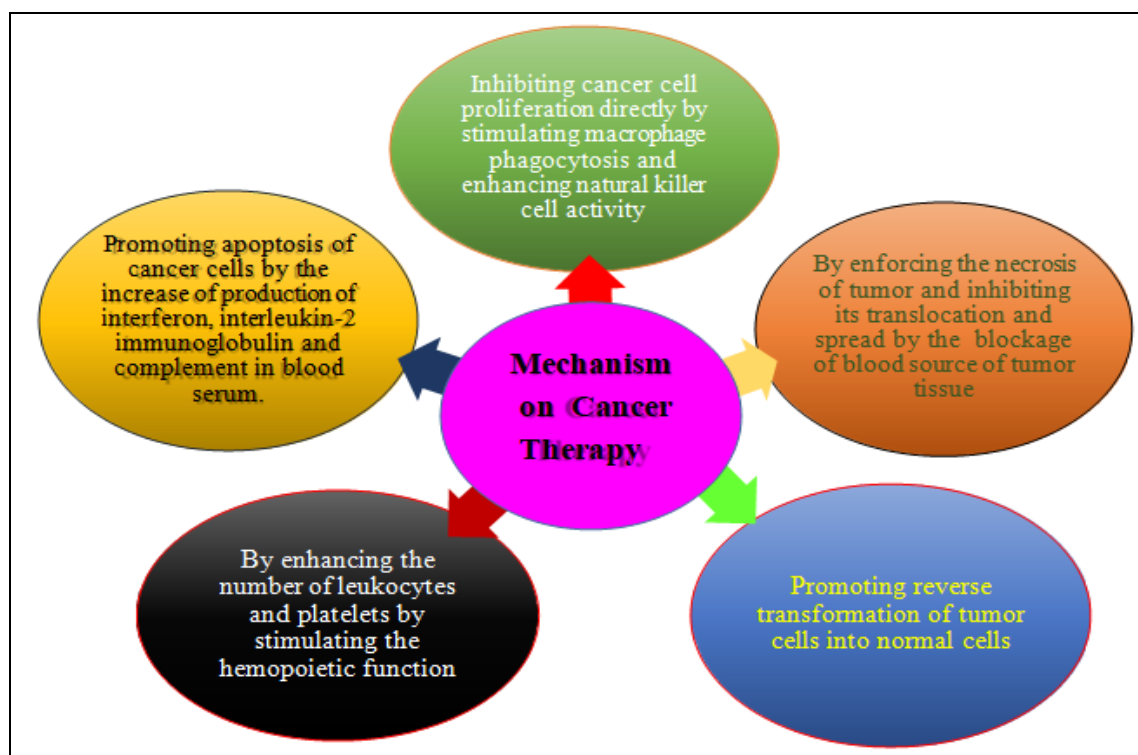 Inhibiting cancer cell
proliferation directly by
stimulating macrophage
phagocytosis and
enhancing natural killer
cell activity
Promoting apoptosis of
cancer cells by the
increase of production of
interferon, interleukin-2
immunoglobulin and
complement in blood
serum.
By enforcing the necrosis
of tumor and inhibiting
its translocation and
spread by the blockage
of blood source of tumor
tissue
Mechanism
on Cancer
Therapy
By enhancing the
number of leukocytes
and platelets by
stimulating the
hemopoietic function
Promoting reverse
transformation of tumor
cells into normal cells